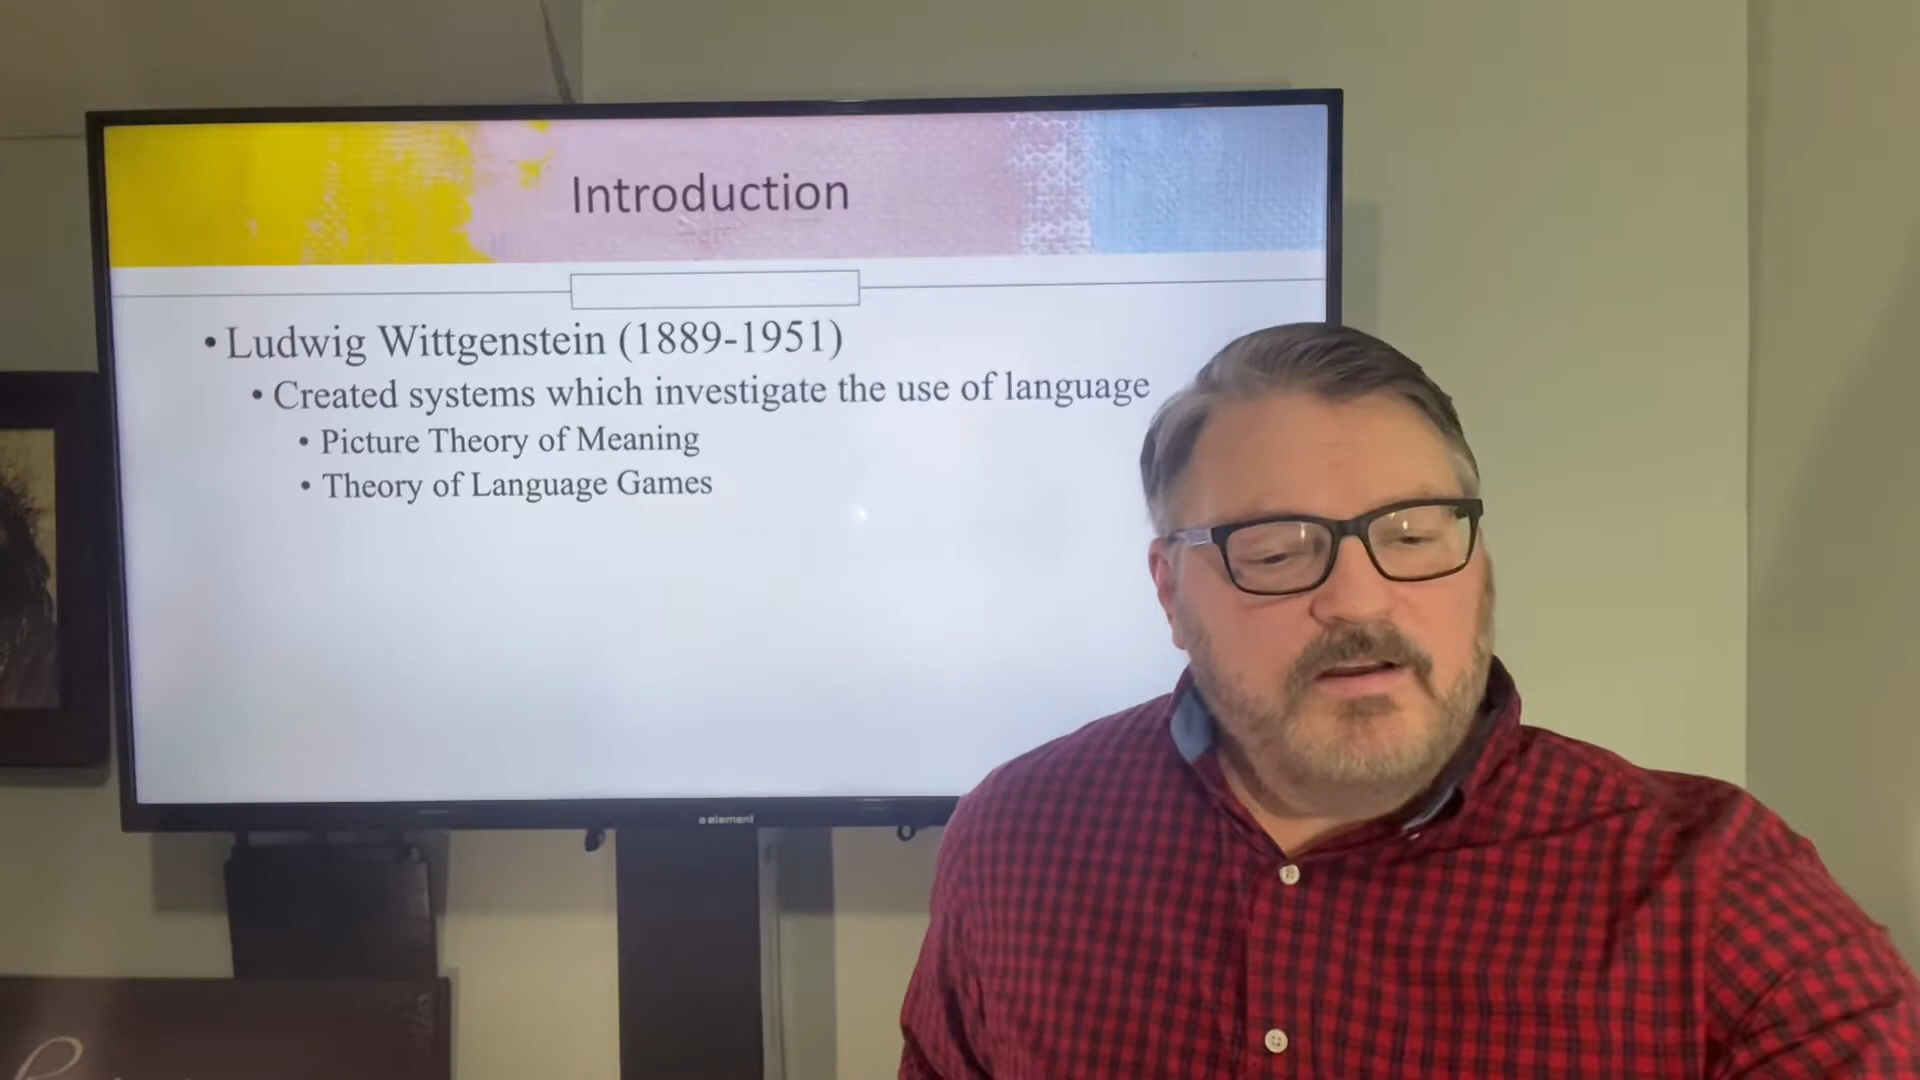 Introduction
• Ludwig Wittgenstein (1889-1951)
• Created systems which investigate the use of language
• Picture Theory of Meaning
• Theory of Language Games
element